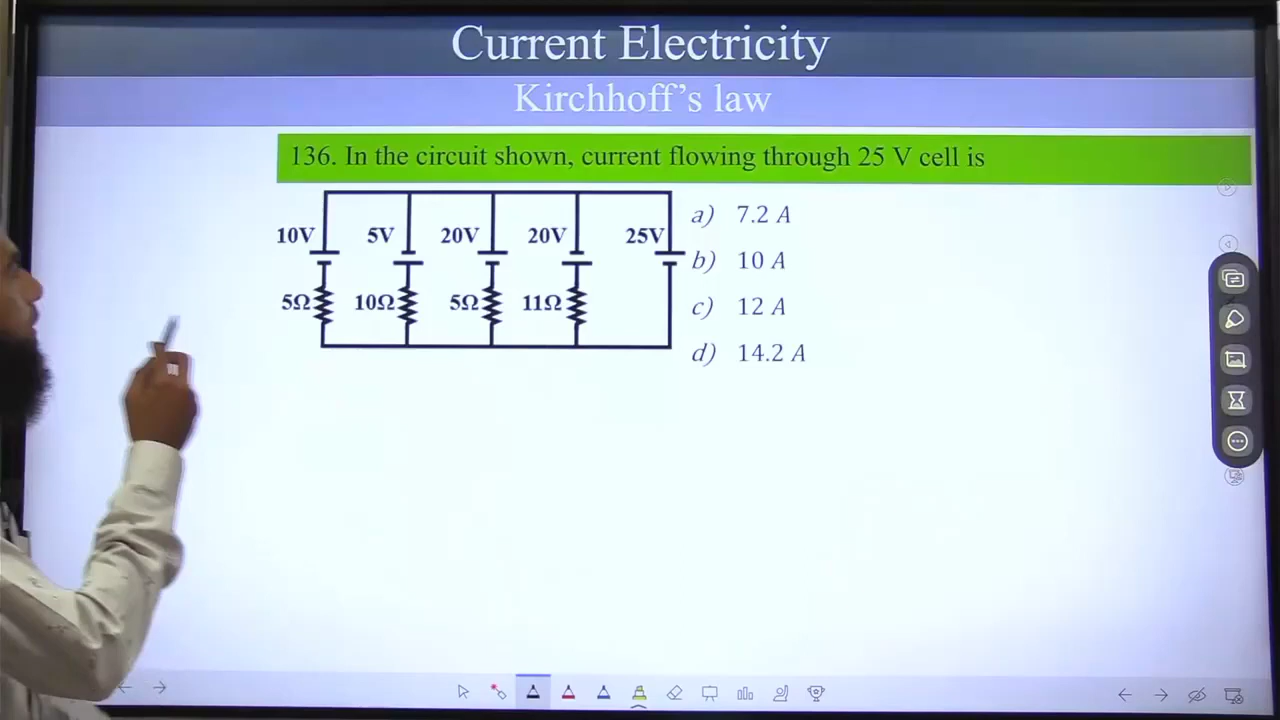 Current Electricity
Kirchhoff's law
136. In the circuit shown, current flowing through 25 V cell is
10V 5V 20V 20V 25V
5Ω 10Ω 5Ω 11Ω
a) 7.2 A
b) 10 A
c) 12 A
d) 14.2 A